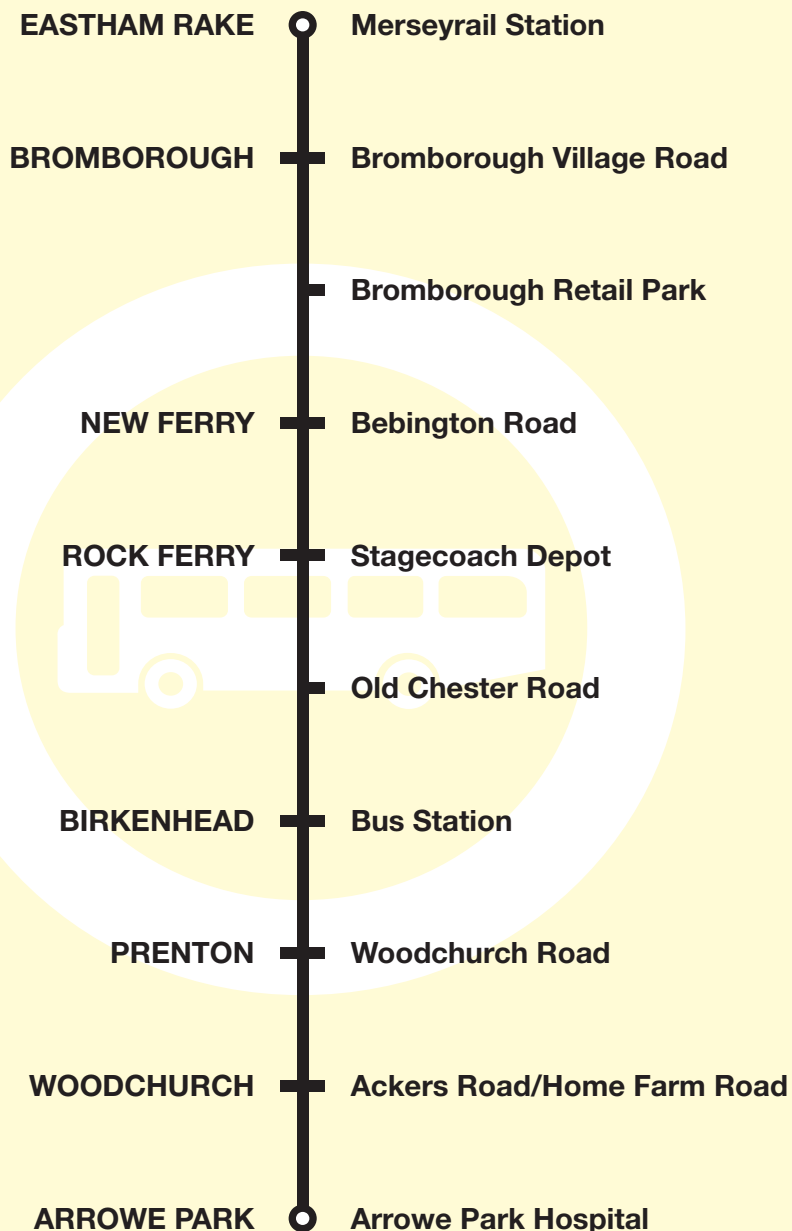 EASTHAM RAKE Merseyrail Station
BROMBOROUGH Bromborough Village Road
Bromborough Retail Park
NEW FERRY Bebington Road
ROCK FERRY Stagecoach Depot
Old Chester Road
BIRKENHEAD Bus Station
PRENTON Woodchurch Road
WOODCHURCH Ackers Road/Home Farm Road
ARROWE PARK Arrowe Park Hospital